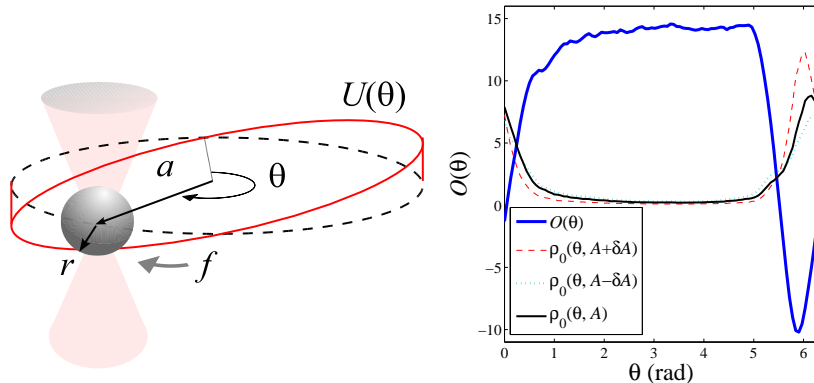 U(θ)
a
θ
r
f
15
10
5
0
−5
−10
O(θ)
O(θ)
ρ₀(θ, A+δA)
ρ₀(θ, A−δA)
ρ₀(θ, A)
0 1 2 3 4 5 6
θ (rad)